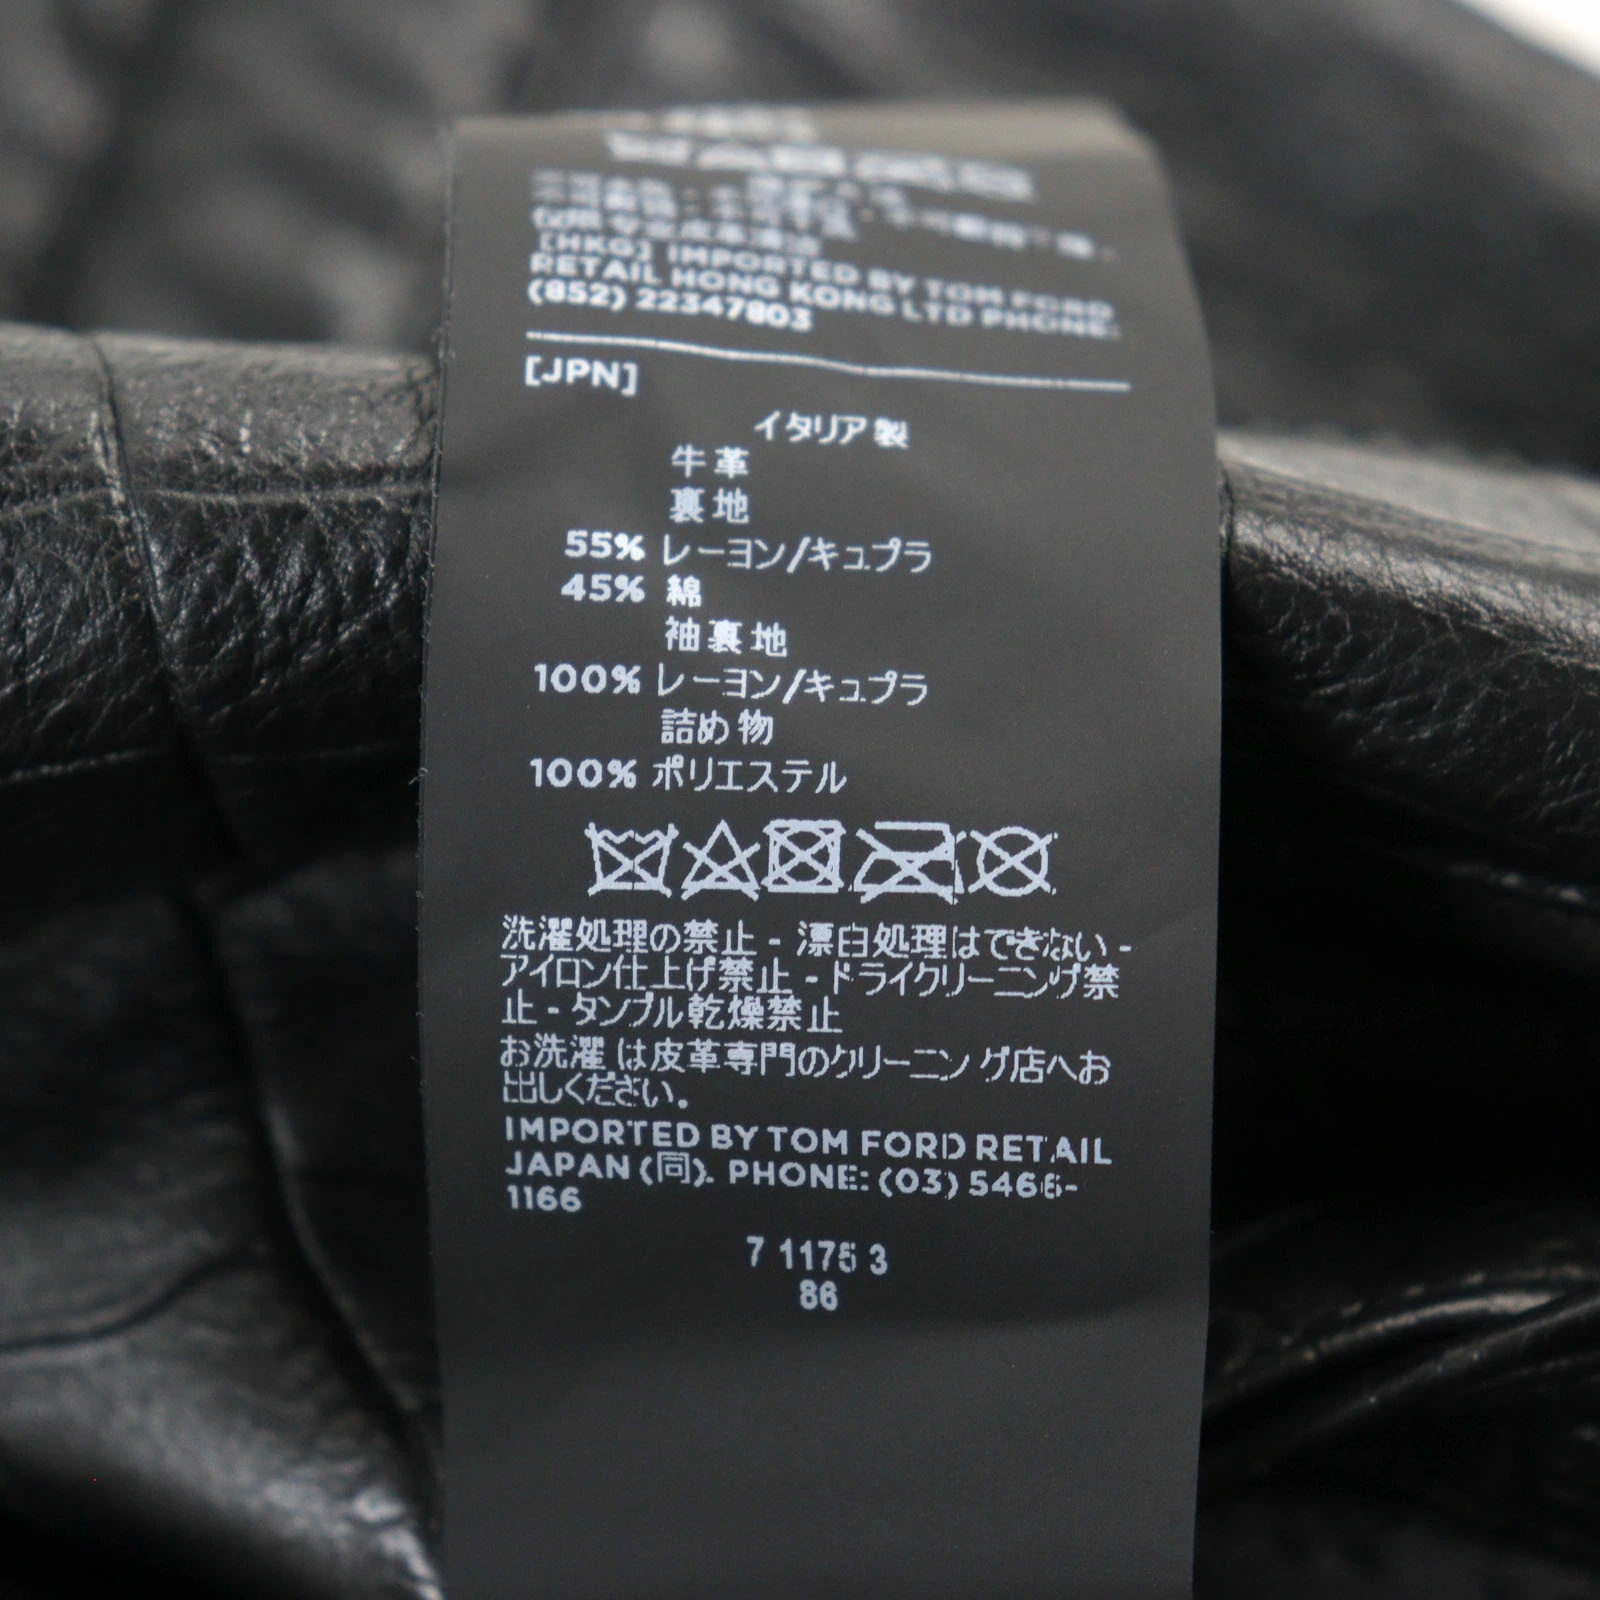 [HKG] IMPORTED BY TOM FORD
RETAIL HONG KONG LTD PHONE:
(852) 22347803
[JPN]
イタリア製
牛革
裏地
55% レーヨン/キュプラ
45% 綿
袖裏地
100% レーヨン/キュプラ
詰め物
100% ポリエステル
洗濯処理の禁止 - 漂白処理はできない -
アイロン仕上げ禁止 - ドライクリーニング禁
止 - タンブル乾燥禁止
お洗濯 は皮革専門のクリーニン グ店へお
出しください。
IMPORTED BY TOM FORD RETAIL
JAPAN (同). PHONE: (03) 5466-
1166
7 1175 3
86